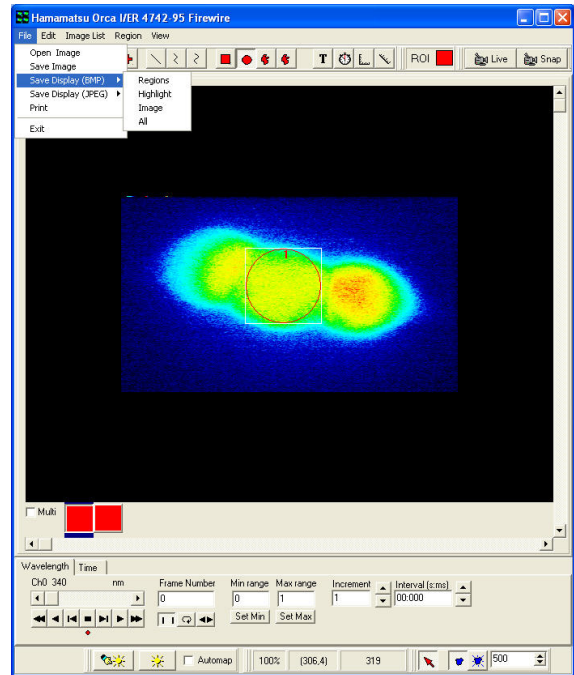 Hamamatsu Orca I/ER 4742-95 Firewire
File Edit Image List Region View
Open Image
Save Image
Save Display (BMP)
Save Display (JPEG)
Print
Exit
Regions
Highlight
Image
All
T ROI Live Snap
1
Multi
Wavelength Time
Ch0 340 nm Frame Number Min range Max range Increment Interval (s:ms)
0 0 1 1 00:000
Set Min Set Max
Automap 100% (306,4) 319 500